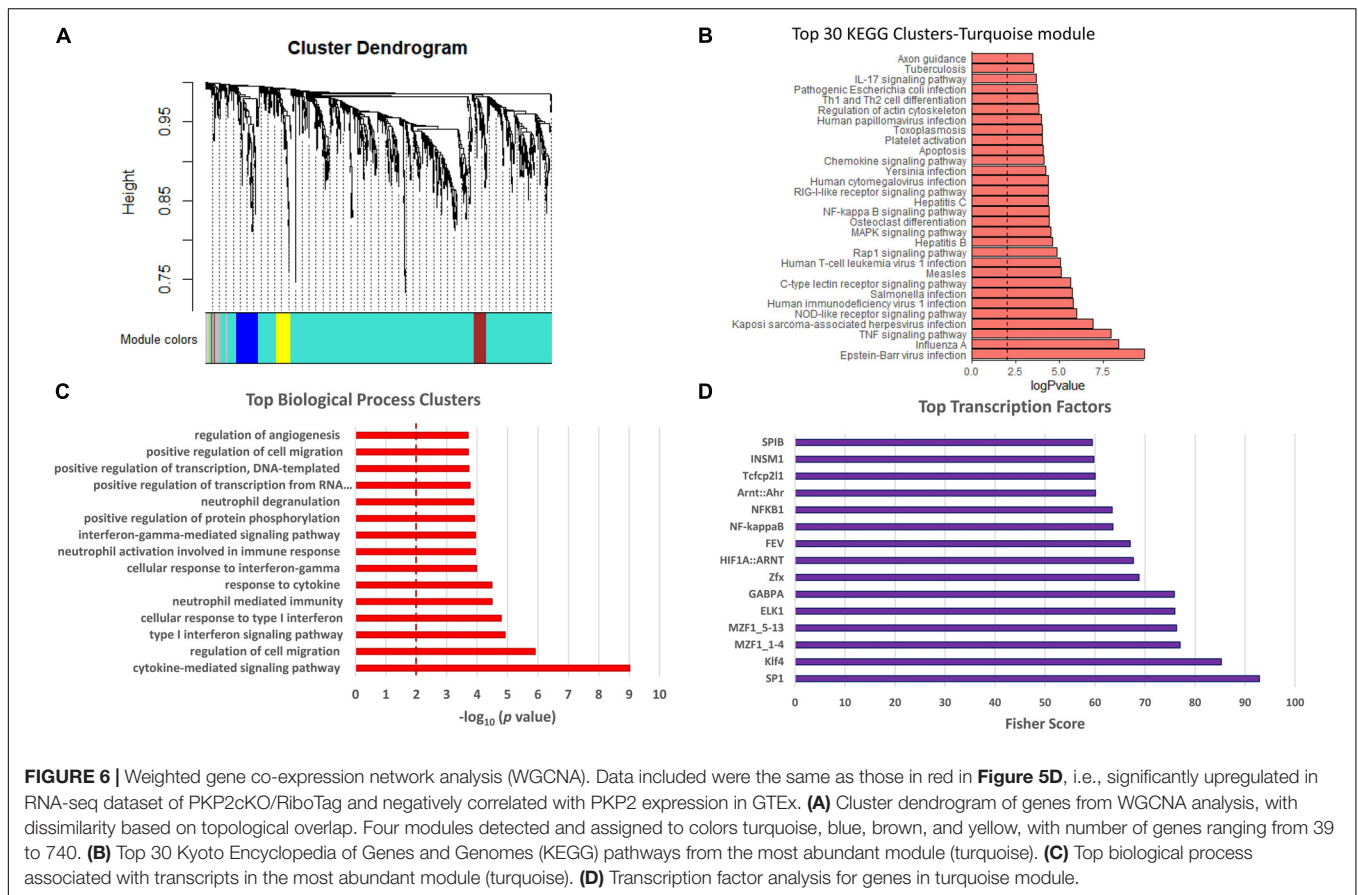 A
Cluster Dendrogram
Height
0.95
0.85
0.75
Module colors
B
Top 30 KEGG Clusters-Turquoise module
Axon guidance
Tuberculosis
IL-17 signaling pathway
Pathogenic Escherichia coli infection
Th1 and Th2 cell differentiation
Regulation of actin cytoskeleton
Human papillomavirus infection
Toxoplasmosis
Platelet activation
Apoptosis
Chemokine signaling pathway
Yersinia infection
Human cytomegalovirus infection
RIG-I-like receptor signaling pathway
Hepatitis C
NF-kappa B signaling pathway
Osteoclast differentiation
MAPK signaling pathway
Hepatitis B
Rap1 signaling pathway
Human T-cell leukemia virus 1 infection
Measles
C-type lectin receptor signaling pathway
Salmonella infection
Human immunodeficiency virus 1 infection
NOD-like receptor signaling pathway
Kaposi sarcoma-associated herpesvirus infection
TNF signaling pathway
Influenza A
Epstein-Barr virus infection
0.0 2.5 5.0 7.5
logPvalue
C
Top Biological Process Clusters
regulation of angiogenesis
positive regulation of cell migration
positive regulation of transcription, DNA-templated
positive regulation of transcription from RNA...
neutrophil degranulation
positive regulation of protein phosphorylation
interferon-gamma-mediated signaling pathway
neutrophil activation involved in immune response
cellular response to interferon-gamma
response to cytokine
neutrophil mediated immunity
cellular response to type I interferon
type I interferon signaling pathway
regulation of cell migration
cytokine-mediated signaling pathway
0 1 2 3 4 5 6 7 8 9 10
-log10 (p value)
D
Top Transcription Factors
SPIB
INSM1
Tcfcp2l1
Arnt::Ahr
NFKB1
NF-kappaB
FEV
HIF1A::ARNT
Zfx
GABPA
ELK1
MZF1_5-13
MZF1_1-4
Klf4
SP1
0 10 20 30 40 50 60 70 80 90 100
Fisher Score
FIGURE 6 | Weighted gene co-expression network analysis (WGCNA). Data included were the same as those in red in Figure 5D, i.e., significantly upregulated in
RNA-seq dataset of PKP2cKO/RiboTag and negatively correlated with PKP2 expression in GTEx. (A) Cluster dendrogram of genes from WGCNA analysis, with
dissimilarity based on topological overlap. Four modules detected and assigned to colors turquoise, blue, brown, and yellow, with number of genes ranging from 39
to 740. (B) Top 30 Kyoto Encyclopedia of Genes and Genomes (KEGG) pathways from the most abundant module (turquoise). (C) Top biological process
associated with transcripts in the most abundant module (turquoise). (D) Transcription factor analysis for genes in turquoise module.